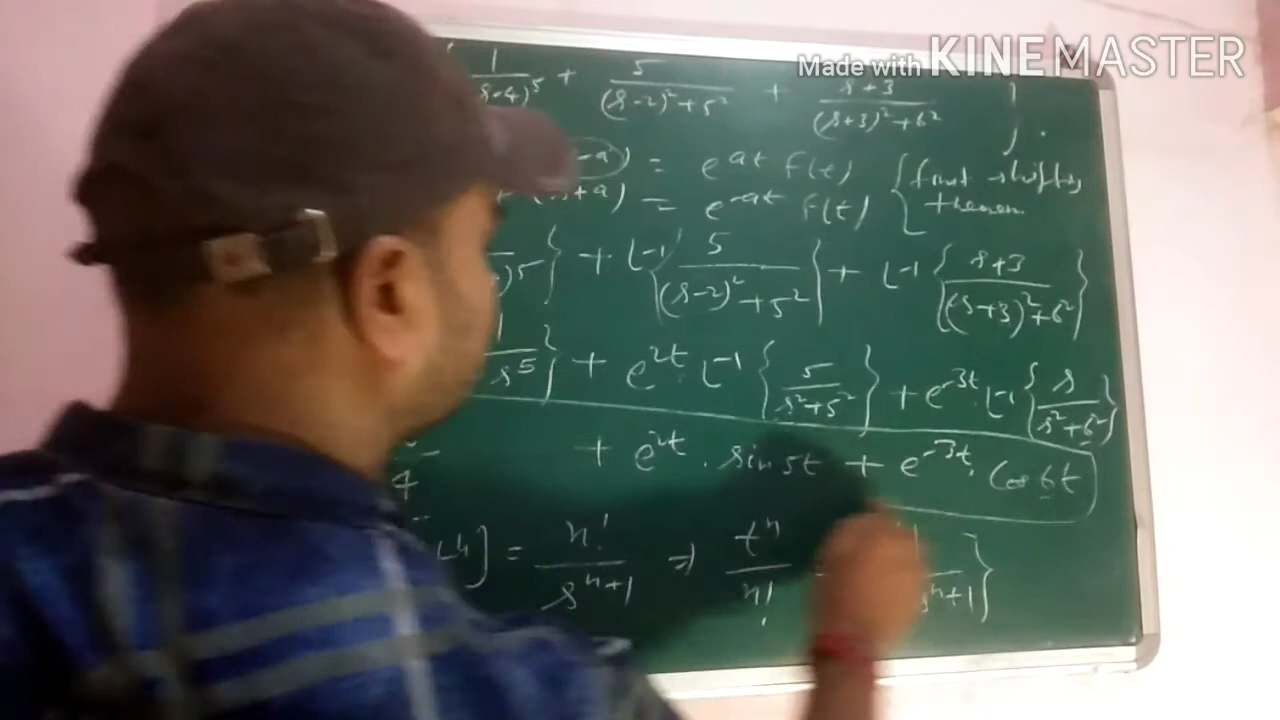 Made with KINEMASTER
1/(s-4)^5 + 5/((s-2)^2+5^2) + s+3/((s+3)^2+6^2) } .
-a) = e^at f(t) { first shifting
+a) = e^-at f(t) theorem
)^5 } + L^-1 { 5/((s-2)^2+5^2) } + L^-1 { s+3/((s+3)^2+6^2) }
1/s^5 } + e^2t . L^-1 { 5/(s^2+5^2) } + e^-3t . L^-1 { s/(s^2+6^2) }
4 + e^2t . sin 5t + e^-3t . Cos 6t
t^n ] = n!/s^n+1 ⇒ t^n/n! = 1/s^n+1 }